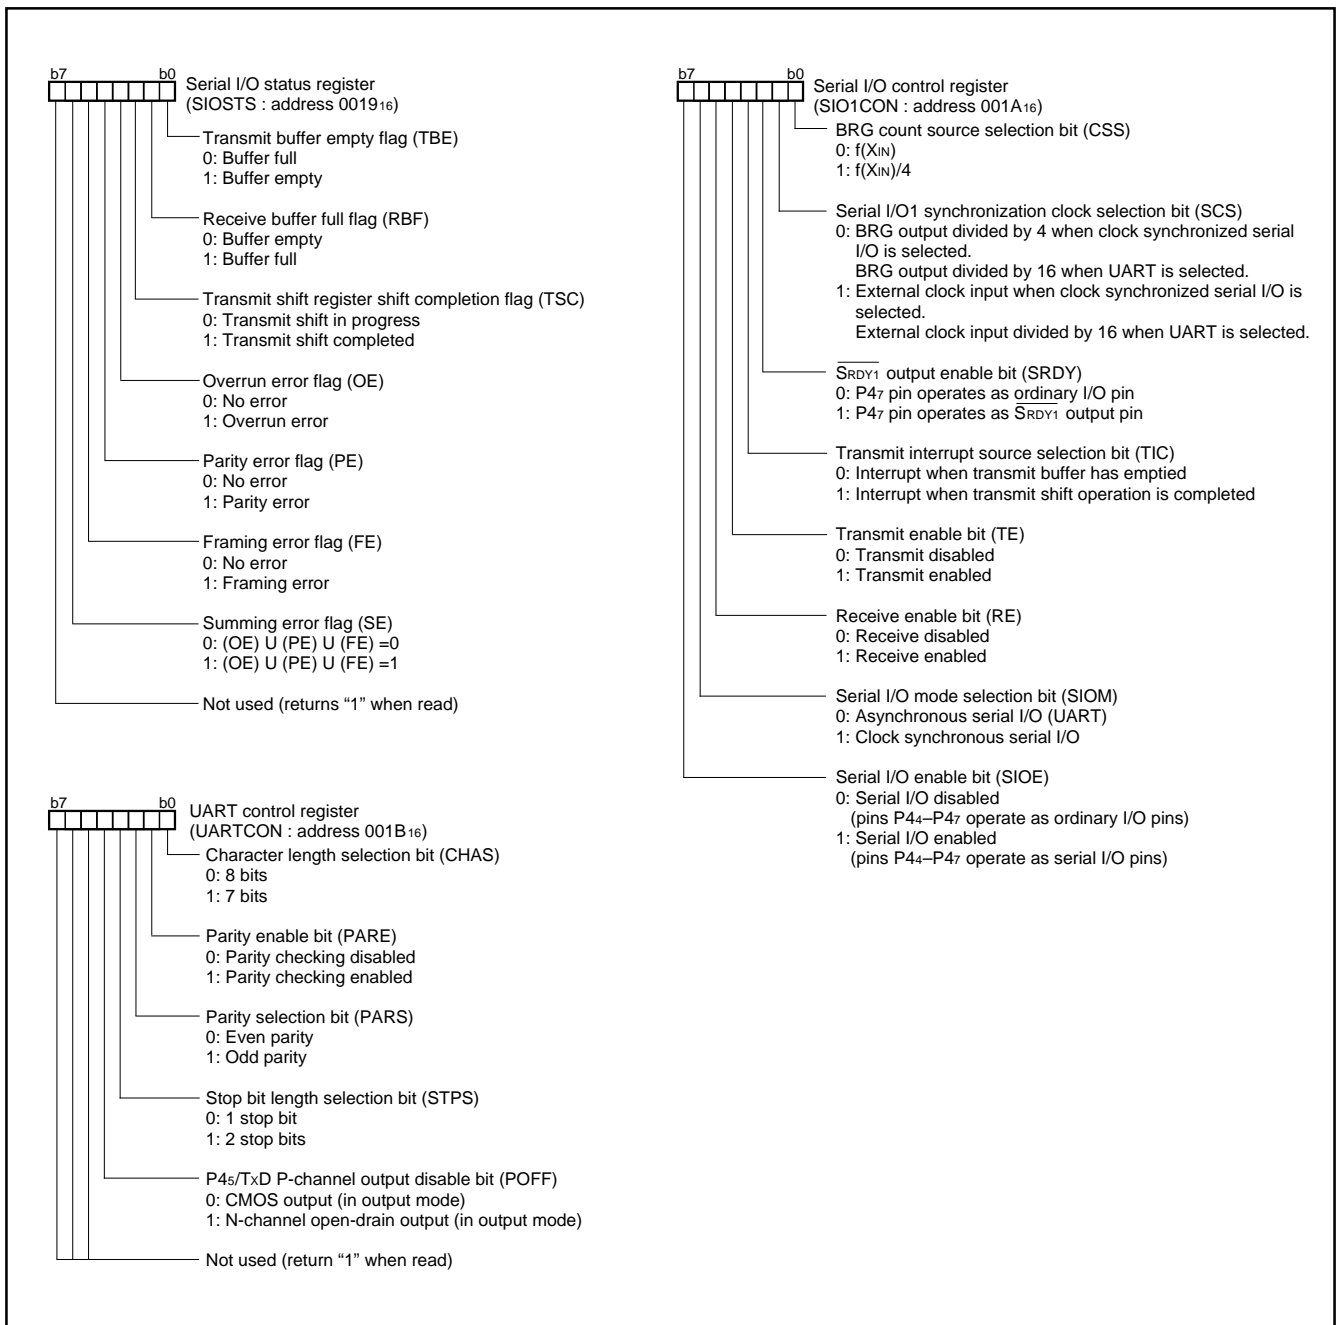 b7 b0
Serial I/O status register
(SIOSTS : address 0019₁₆)
Transmit buffer empty flag (TBE)
0: Buffer full
1: Buffer empty
Receive buffer full flag (RBF)
0: Buffer empty
1: Buffer full
Transmit shift register shift completion flag (TSC)
0: Transmit shift in progress
1: Transmit shift completed
Overrun error flag (OE)
0: No error
1: Overrun error
Parity error flag (PE)
0: No error
1: Parity error
Framing error flag (FE)
0: No error
1: Framing error
Summing error flag (SE)
0: (OE) U (PE) U (FE) =0
1: (OE) U (PE) U (FE) =1
Not used (returns “1” when read)
b7 b0
UART control register
(UARTCON : address 001B₁₆)
Character length selection bit (CHAS)
0: 8 bits
1: 7 bits
Parity enable bit (PARE)
0: Parity checking disabled
1: Parity checking enabled
Parity selection bit (PARS)
0: Even parity
1: Odd parity
Stop bit length selection bit (STPS)
0: 1 stop bit
1: 2 stop bits
P4₅/TxD P-channel output disable bit (POFF)
0: CMOS output (in output mode)
1: N-channel open-drain output (in output mode)
Not used (return “1” when read)
b7 b0
Serial I/O control register
(SIO1CON : address 001A₁₆)
BRG count source selection bit (CSS)
0: f(XIN)
1: f(XIN)/4
Serial I/O1 synchronization clock selection bit (SCS)
0: BRG output divided by 4 when clock synchronized serial
I/O is selected.
BRG output divided by 16 when UART is selected.
1: External clock input when clock synchronized serial I/O is
selected.
External clock input divided by 16 when UART is selected.
SRDY1 output enable bit (SRDY)
0: P4₇ pin operates as ordinary I/O pin
1: P4₇ pin operates as SRDY1 output pin
Transmit interrupt source selection bit (TIC)
0: Interrupt when transmit buffer has emptied
1: Interrupt when transmit shift operation is completed
Transmit enable bit (TE)
0: Transmit disabled
1: Transmit enabled
Receive enable bit (RE)
0: Receive disabled
1: Receive enabled
Serial I/O mode selection bit (SIOM)
0: Asynchronous serial I/O (UART)
1: Clock synchronous serial I/O
Serial I/O enable bit (SIOE)
0: Serial I/O disabled
(pins P4₄–P4₇ operate as ordinary I/O pins)
1: Serial I/O enabled
(pins P4₄–P4₇ operate as serial I/O pins)